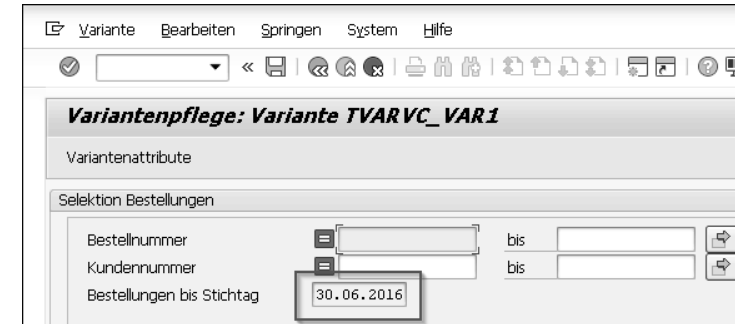 Variante Bearbeiten Springen System Hilfe
Variantenpflege: Variante TVARVC_VAR1
Variantenattribute
Selektion Bestellungen
Bestellnummer bis
Kundennummer bis
Bestellungen bis Stichtag 30.06.2016